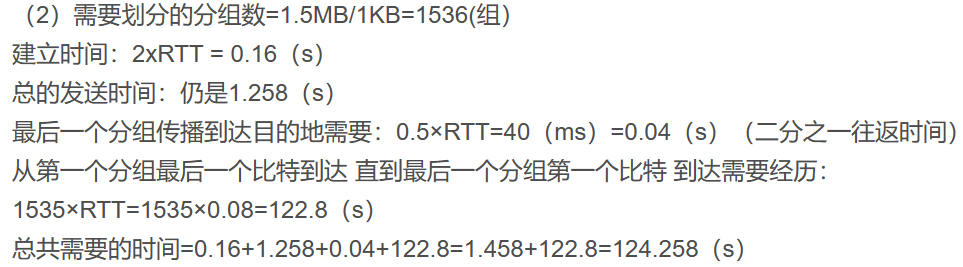 （2）需要划分的分组数=1.5MB/1KB=1536(组)
建立时间：2xRTT = 0.16（s）
总的发送时间：仍是1.258（s）
最后一个分组传播到达目的地需要：0.5×RTT=40（ms）=0.04（s）（二分之一往返时间）
从第一个分组最后一个比特到达 直到最后一个分组第一个比特 到达需要经历：
1535×RTT=1535×0.08=122.8（s）
总共需要的时间=0.16+1.258+0.04+122.8=1.458+122.8=124.258（s）